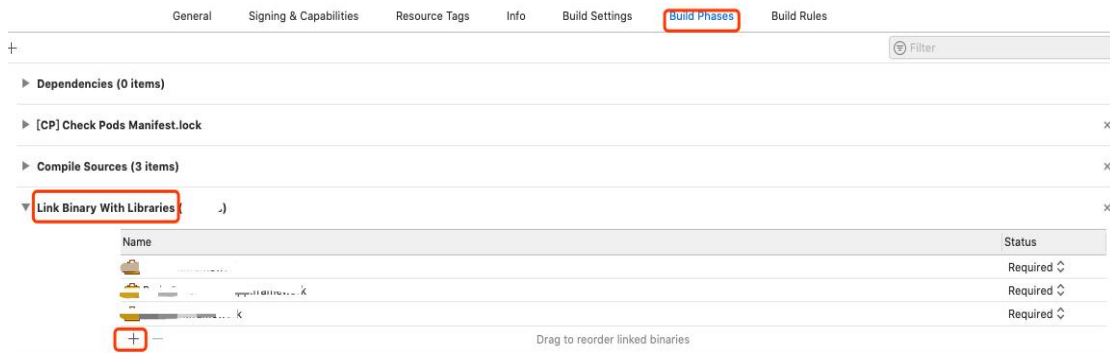 General Signing & Capabilities Resource Tags Info Build Settings Build Phases Build Rules
+ Filter
Dependencies (0 items)
[CP] Check Pods Manifest.lock ×
Compile Sources (3 items) ×
Link Binary With Libraries ( ) ×
Name Status
Required
Required
Required
+ − Drag to reorder linked binaries